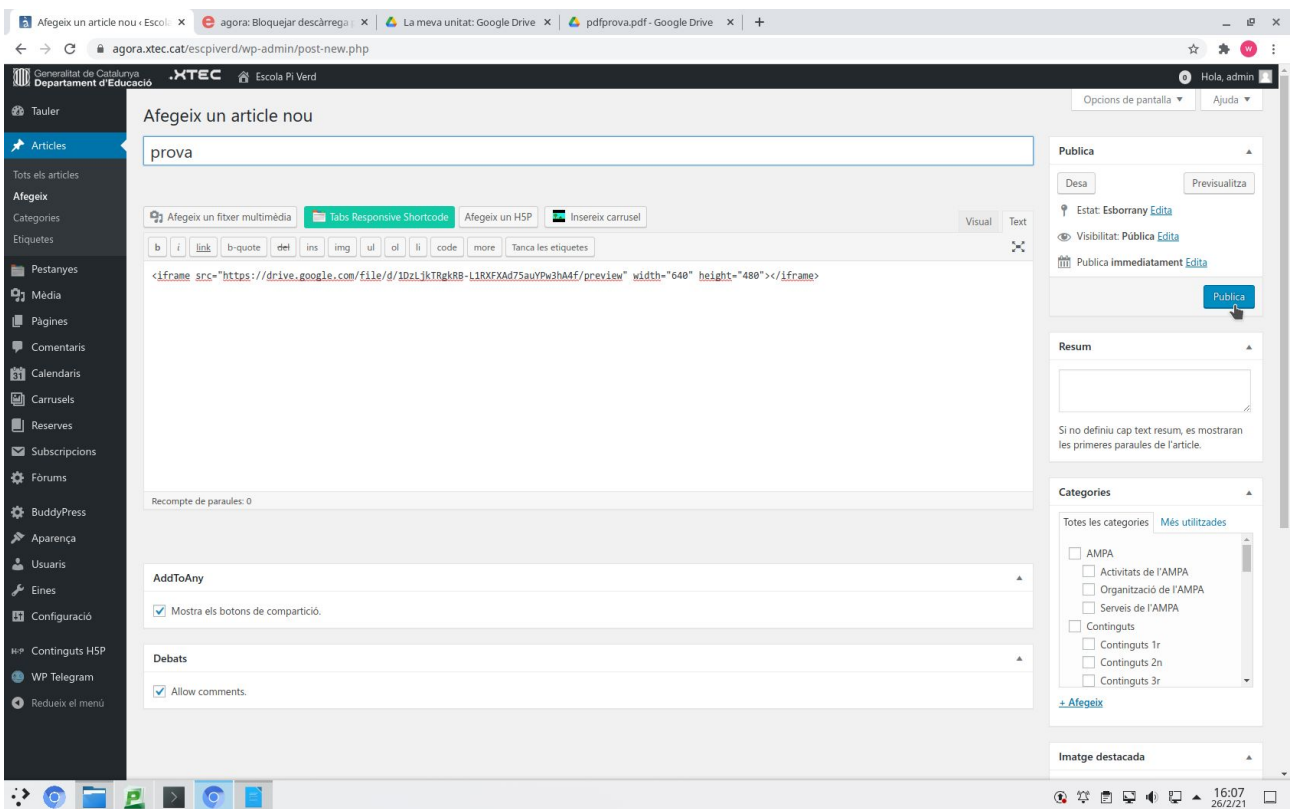 Afegeix un article nou ‹ Escol
agora: Bloquejar descàrrega
La meva unitat: Google Drive
pdfprova.pdf - Google Drive
agora.xtec.cat/escpiverd/wp-admin/post-new.php
W
Generalitat de Catalunya
Departament d'Educació
.XTEC
Escola Pi Verd
0
Hola, admin
Tauler
Articles
Tots els articles
Afegeix
Categories
Etiquetes
Pestanyes
Mèdia
Pàgines
Comentaris
31
Calendaris
Carrusels
Reserves
Subscripcions
Fòrums
BuddyPress
Aparença
Usuaris
Eines
Configuració
H-P Continguts H5P
WP Telegram
Redueix el menú
Opcions de pantalla ▼
Ajuda ▼
Afegeix un article nou
prova
Afegeix un fitxer multimèdia
Tabs Responsive Shortcode
Afegeix un H5P
Insereix carrusel
Visual
Text
b i link b-quote del ins img ul ol li code more Tanca les etiquetes
<iframe src="https://drive.google.com/file/d/1DzLjkTRgkRB-L1RXFXAd75auYPw3hA4f/preview" width="640" height="480"></iframe>
Recompte de paraules: 0
AddToAny
Mostra els botons de compartició.
Debats
Allow comments.
Publica
Desa
Previsualitza
Estat: Esborrany Edita
Visibilitat: Pública Edita
Publica immediatament Edita
Publica
Resum
Si no definiu cap text resum, es mostraran
les primeres paraules de l'article.
Categories
Totes les categories
Més utilitzades
AMPA
Activitats de l'AMPA
Organització de l'AMPA
Serveis de l'AMPA
Continguts
Continguts 1r
Continguts 2n
Continguts 3r
+ Afegeix
Imatge destacada
16:07
26/2/21